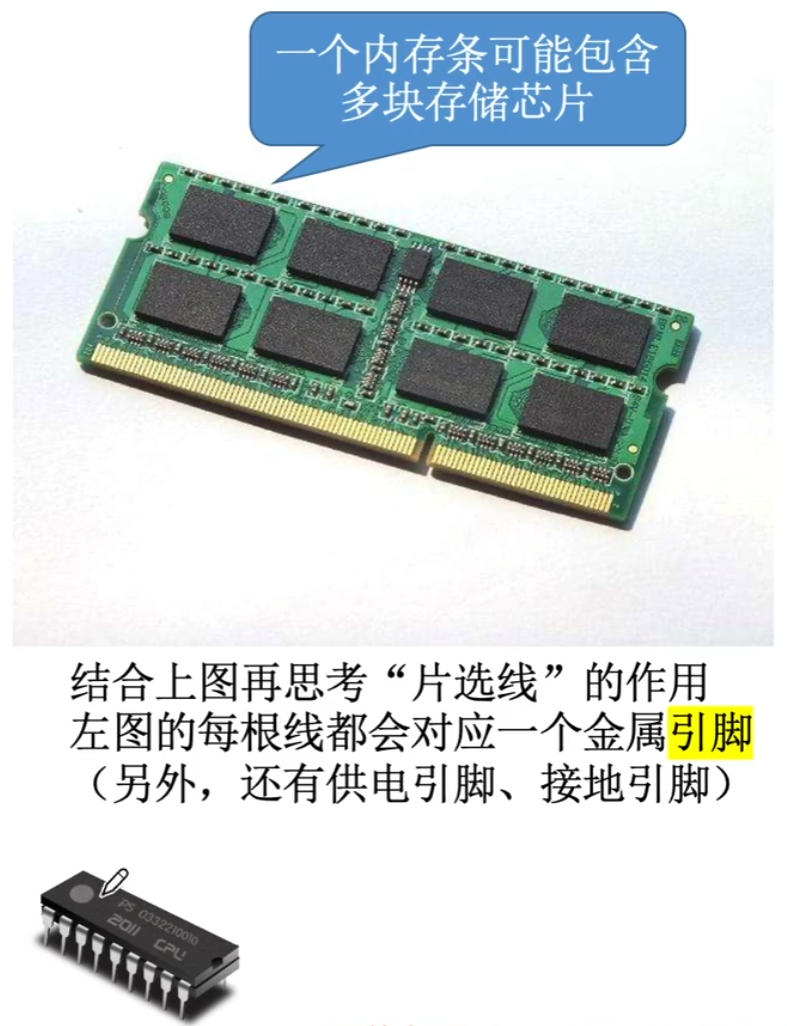 一个内存条可能包含
多块存储芯片
结合上图再思考“片选线”的作用
左图的每根线都会对应一个金属引脚
（另外，还有供电引脚、接地引脚）
PS 0332210010
2011 CPU